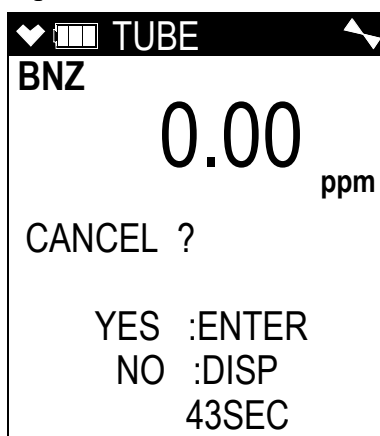 TUBE
BNZ
0.00
ppm
CANCEL ?
YES :ENTER
NO :DISP
43SEC